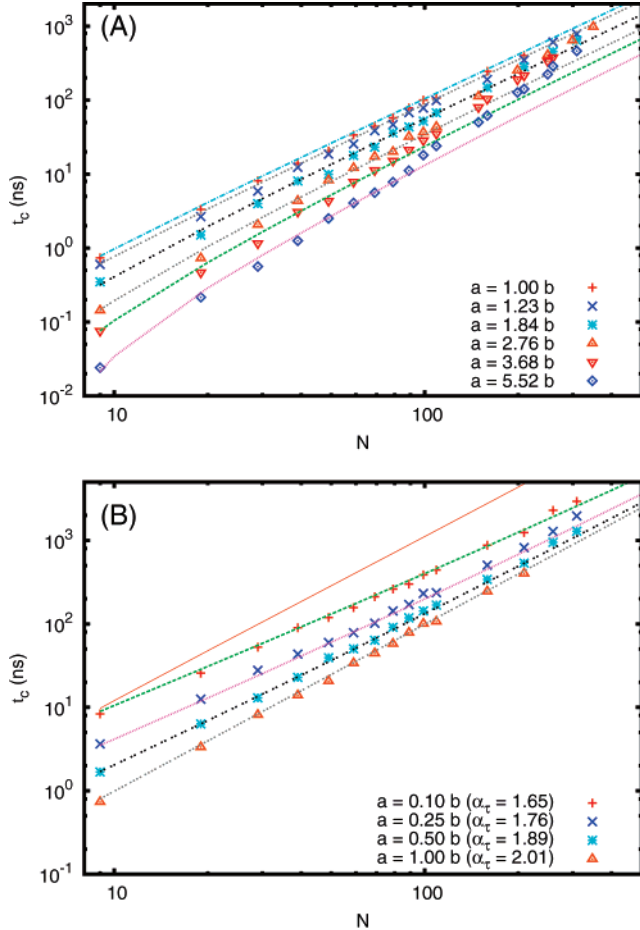 (A)
10³
10²
10¹
10⁰
10⁻¹
10⁻²
t_c (ns)
a = 1.00 b
a = 1.23 b
a = 1.84 b
a = 2.76 b
a = 3.68 b
a = 5.52 b
10
100
N
(B)
10³
10²
10¹
10⁰
10⁻¹
t_c (ns)
a = 0.10 b (α_τ = 1.65)
a = 0.25 b (α_τ = 1.76)
a = 0.50 b (α_τ = 1.89)
a = 1.00 b (α_τ = 2.01)
10
100
N